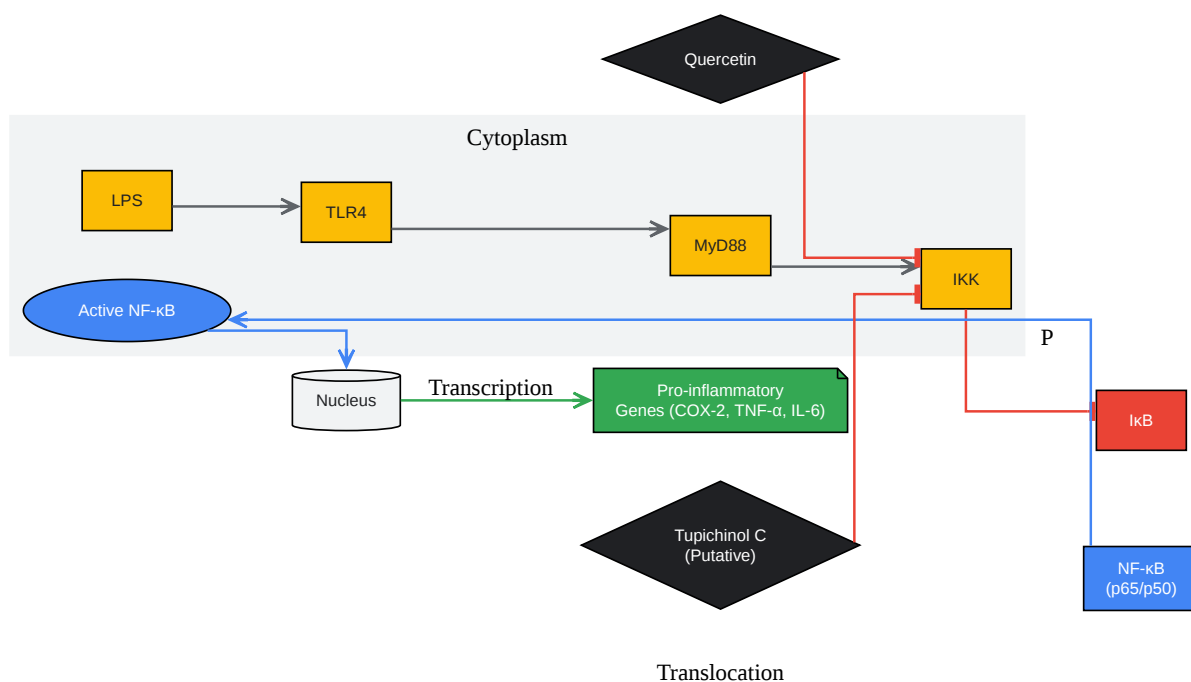 Quercetin
Cytoplasm
LPS
TLR4
MyD88
IKK
Active NF-κB
P
Nucleus
Transcription
Pro-inflammatory
Genes (COX-2, TNF-α, IL-6)
IκB
Tupichinol C
(Putative)
NF-κB
(p65/p50)
Translocation